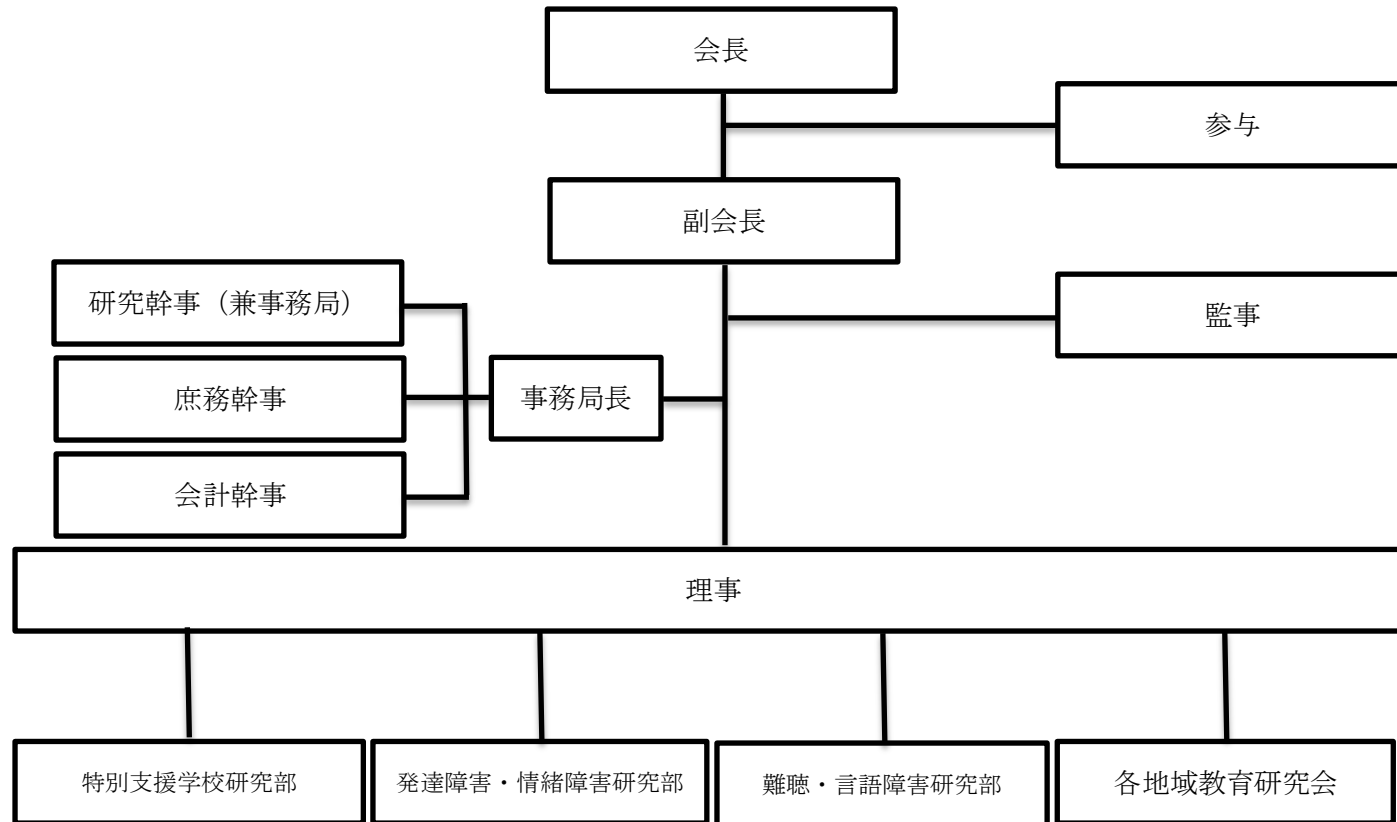 会長
参与
副会長
研究幹事（兼事務局）
監事
庶務幹事
事務局長
会計幹事
理事
特別支援学校研究部
発達障害・情緒障害研究部
難聴・言語障害研究部
各地域教育研究会